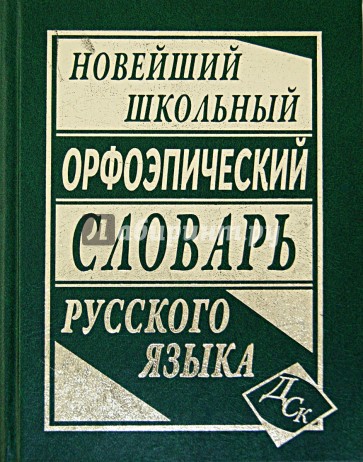 НОВЕЙШИЙ
ШКОЛЬНЫЙ
ОРФОЭПИЧЕСКИЙ
СЛОВАРЬ
РУССКОГО
ЯЗЫКА
ДСК